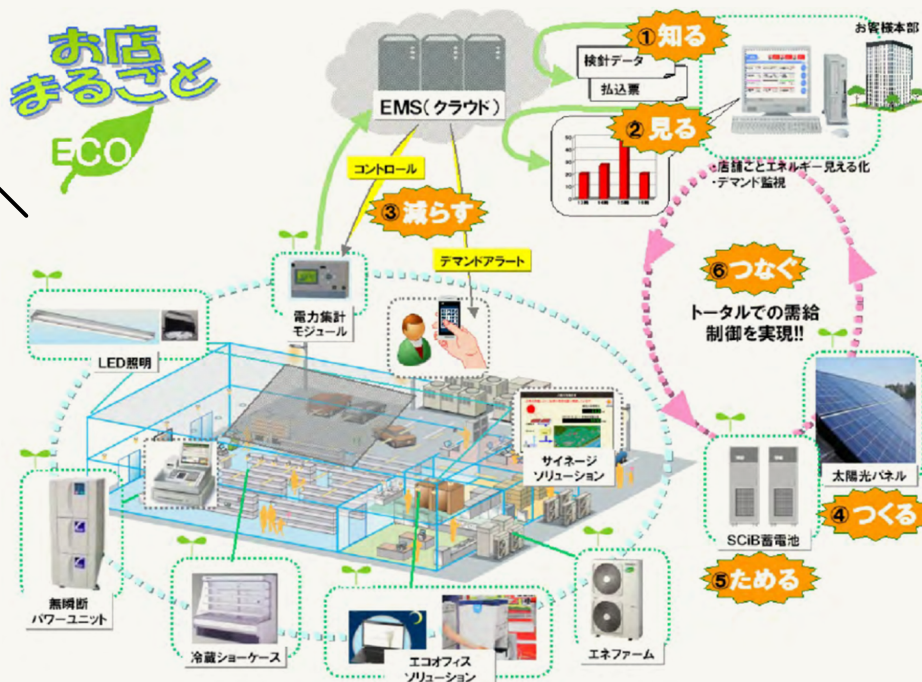 お店
まるごと
ECO
EMS(クラウド)
①知る
検針データ
払込票
②見る
お客様本部
・店舗ごとエネルギー見える化
・デマンド監視
コントロール
③減らす
デマンドアラート
電力集計
モジュール
LED照明
⑥つなぐ
トータルでの需給
制御を実現!!
サイネージ
ソリューション
太陽光パネル
④つくる
SCiB蓄電池
⑤ためる
無瞬断
パワーユニット
冷蔵ショーケース
エコオフィス
ソリューション
エネファーム